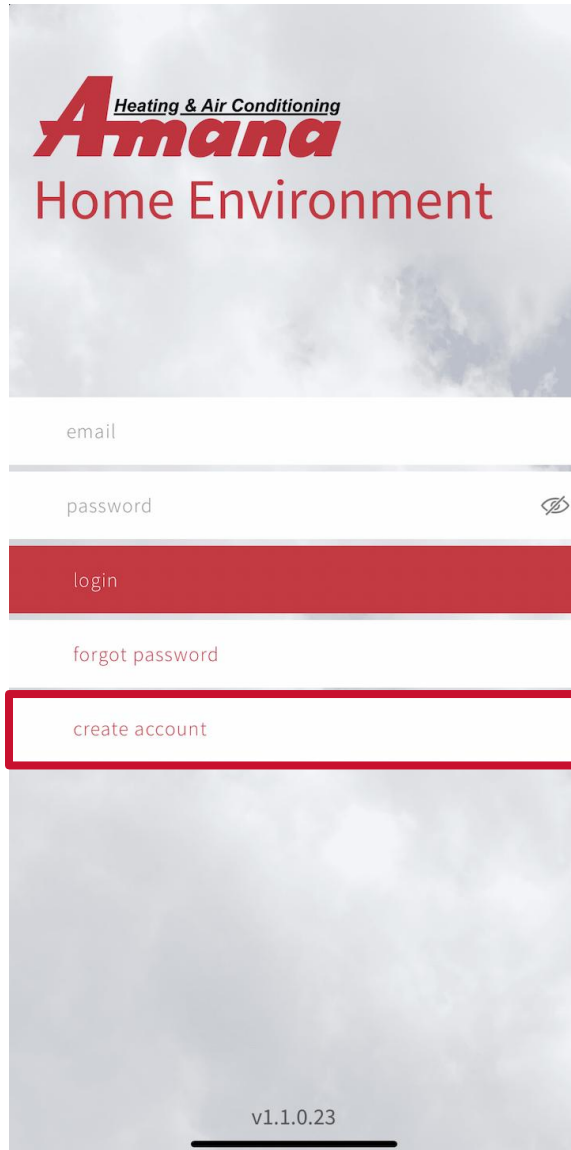 Heating & Air Conditioning
Amana
Home Environment
email
password
login
forgot password
create account
v1.1.0.23